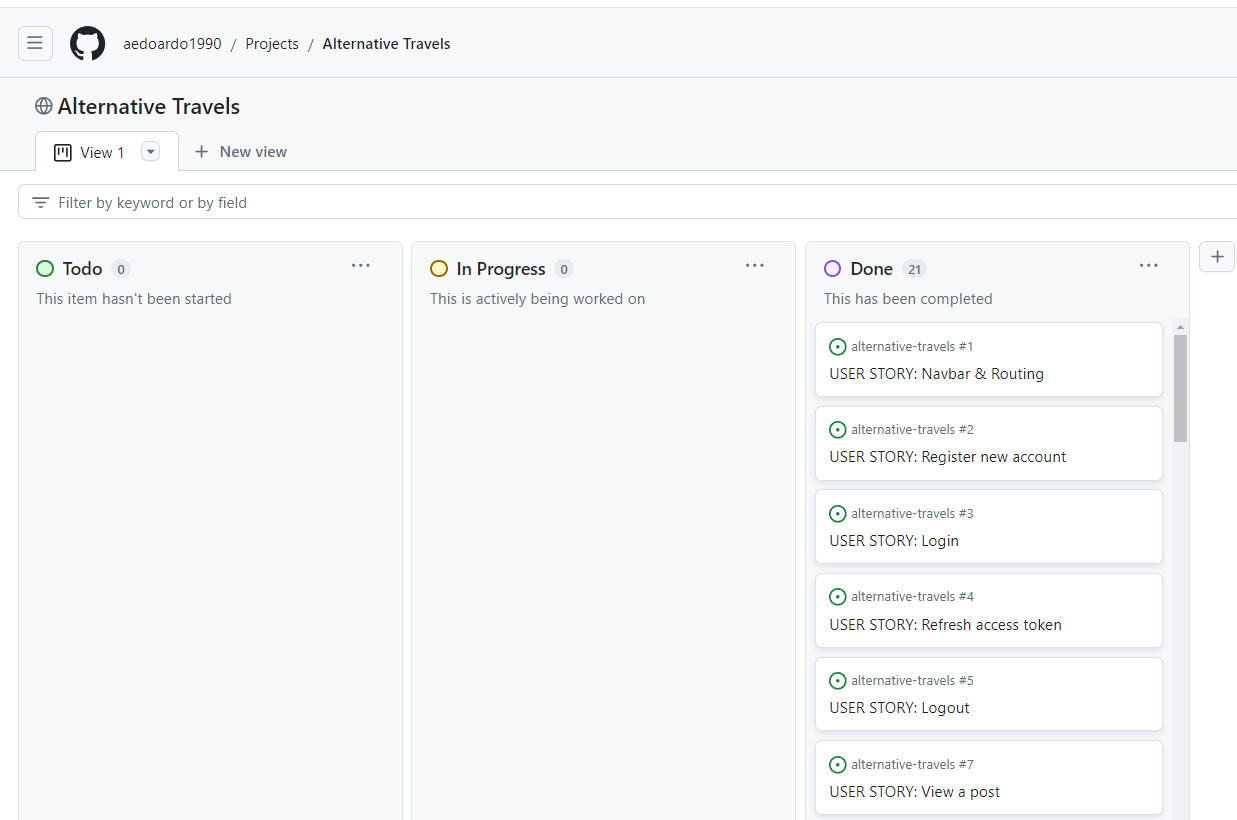 aedoardo1990 / Projects / Alternative Travels
Alternative Travels
View 1
New view
Filter by keyword or by field
Todo 0
This item hasn't been started
In Progress 0
This is actively being worked on
Done 21
This has been completed
alternative-travels #1
USER STORY: Navbar & Routing
alternative-travels #2
USER STORY: Register new account
alternative-travels #3
USER STORY: Login
alternative-travels #4
USER STORY: Refresh access token
alternative-travels #5
USER STORY: Logout
alternative-travels #7
USER STORY: View a post